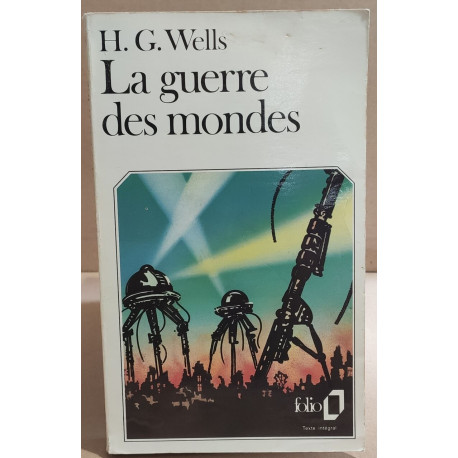 H. G. Wells
La guerre
des mondes
folio
Texte intégral